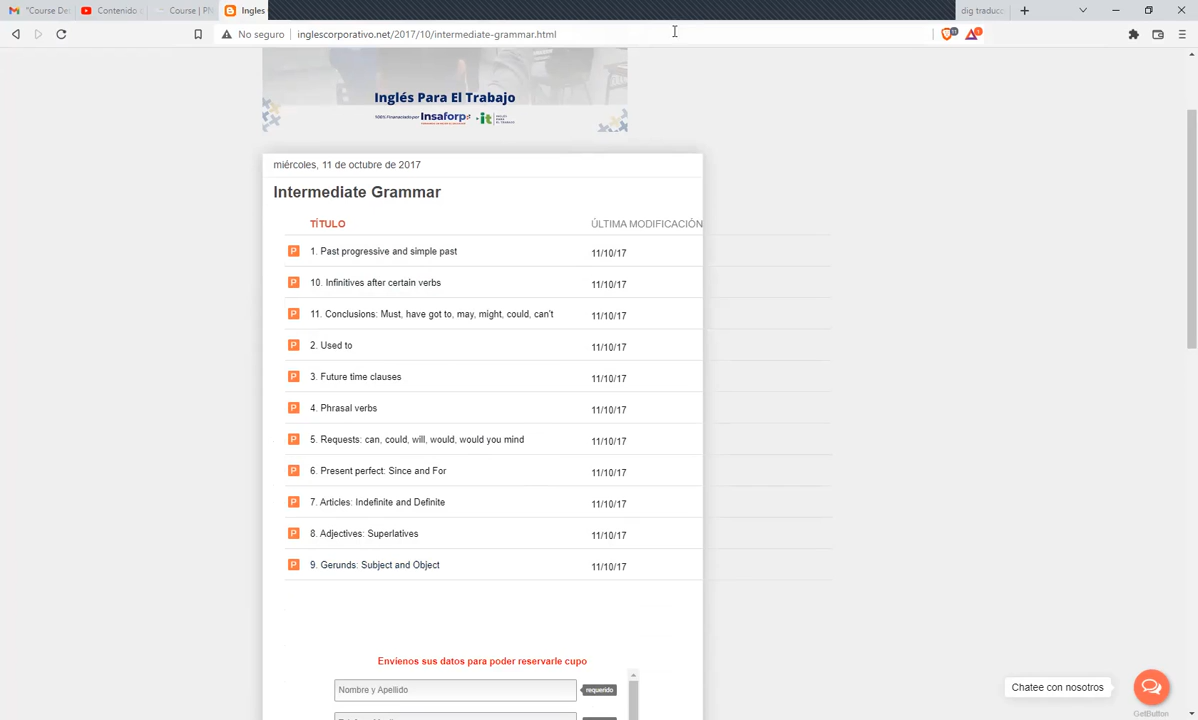 "Course De
Contenido
Course | PN
Ingles
dig traducc
No seguro
inglescorporativo.net/2017/10/intermediate-grammar.html
Inglés Para El Trabajo
100% Financiado por Insaforp
miércoles, 11 de octubre de 2017
Intermediate Grammar
TÍTULO ÚLTIMA MODIFICACIÓN
P 1. Past progressive and simple past 11/10/17
P 10. Infinitives after certain verbs 11/10/17
P 11. Conclusions: Must, have got to, may, might, could, can't 11/10/17
P 2. Used to 11/10/17
P 3. Future time clauses 11/10/17
P 4. Phrasal verbs 11/10/17
P 5. Requests: can, could, will, would, would you mind 11/10/17
P 6. Present perfect: Since and For 11/10/17
P 7. Articles: Indefinite and Definite 11/10/17
P 8. Adjectives: Superlatives 11/10/17
P 9. Gerunds: Subject and Object 11/10/17
Envíenos sus datos para poder reservarle cupo
Nombre y Apellido requerido
Chatee con nosotros
GetButton